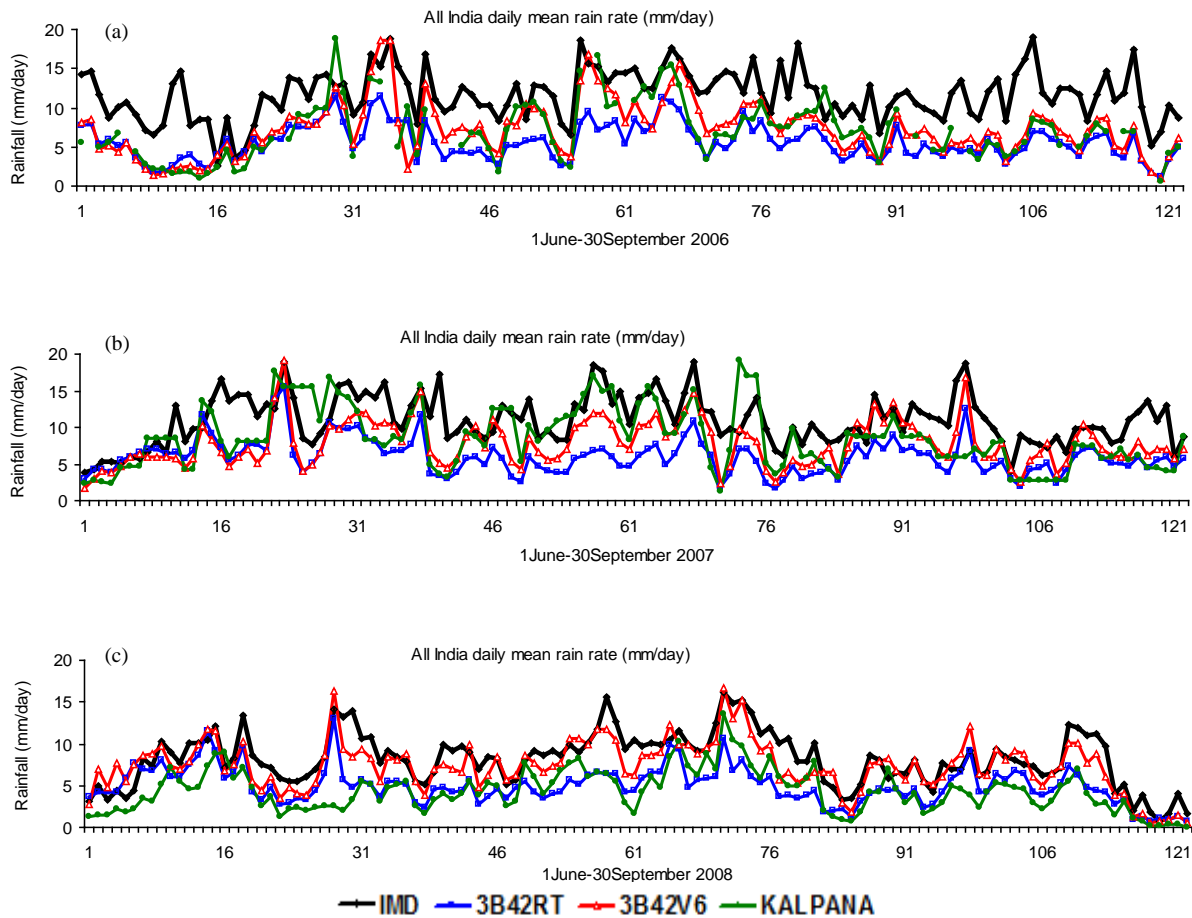 All India daily mean rain rate (mm/day)
(a)
20
15
10
5
0
Rainfall (mm/day)
1 16 31 46 61 76 91 106 121
1June-30September 2006
All India daily mean rain rate (mm/day)
(b)
20
15
10
5
0
Rainfall (mm/day)
1 16 31 46 61 76 91 106 121
1June-30September 2007
All India daily mean rain rate (mm/day)
(c)
20
15
10
5
0
Rainfall (mm/day)
1 16 31 46 61 76 91 106 121
1June-30September 2008
IMD 3B42RT 3B42V6 KALPANA